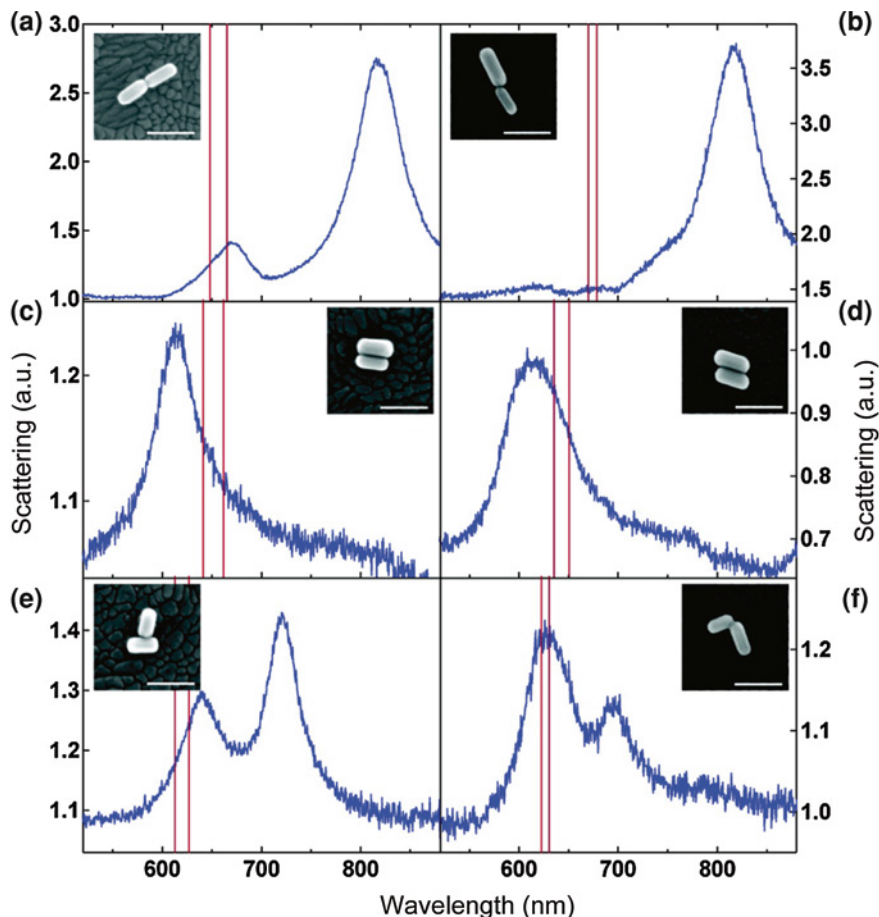 (a)
(b)
3.0
2.5
2.0
1.5
1.0
3.5
3.0
2.5
2.0
1.5
(c)
(d)
1.2
1.1
1.0
0.9
0.8
0.7
Scattering (a.u.)
Scattering (a.u.)
(e)
(f)
1.4
1.3
1.2
1.1
1.2
1.1
1.0
600 700 800 600 700 800
Wavelength (nm)